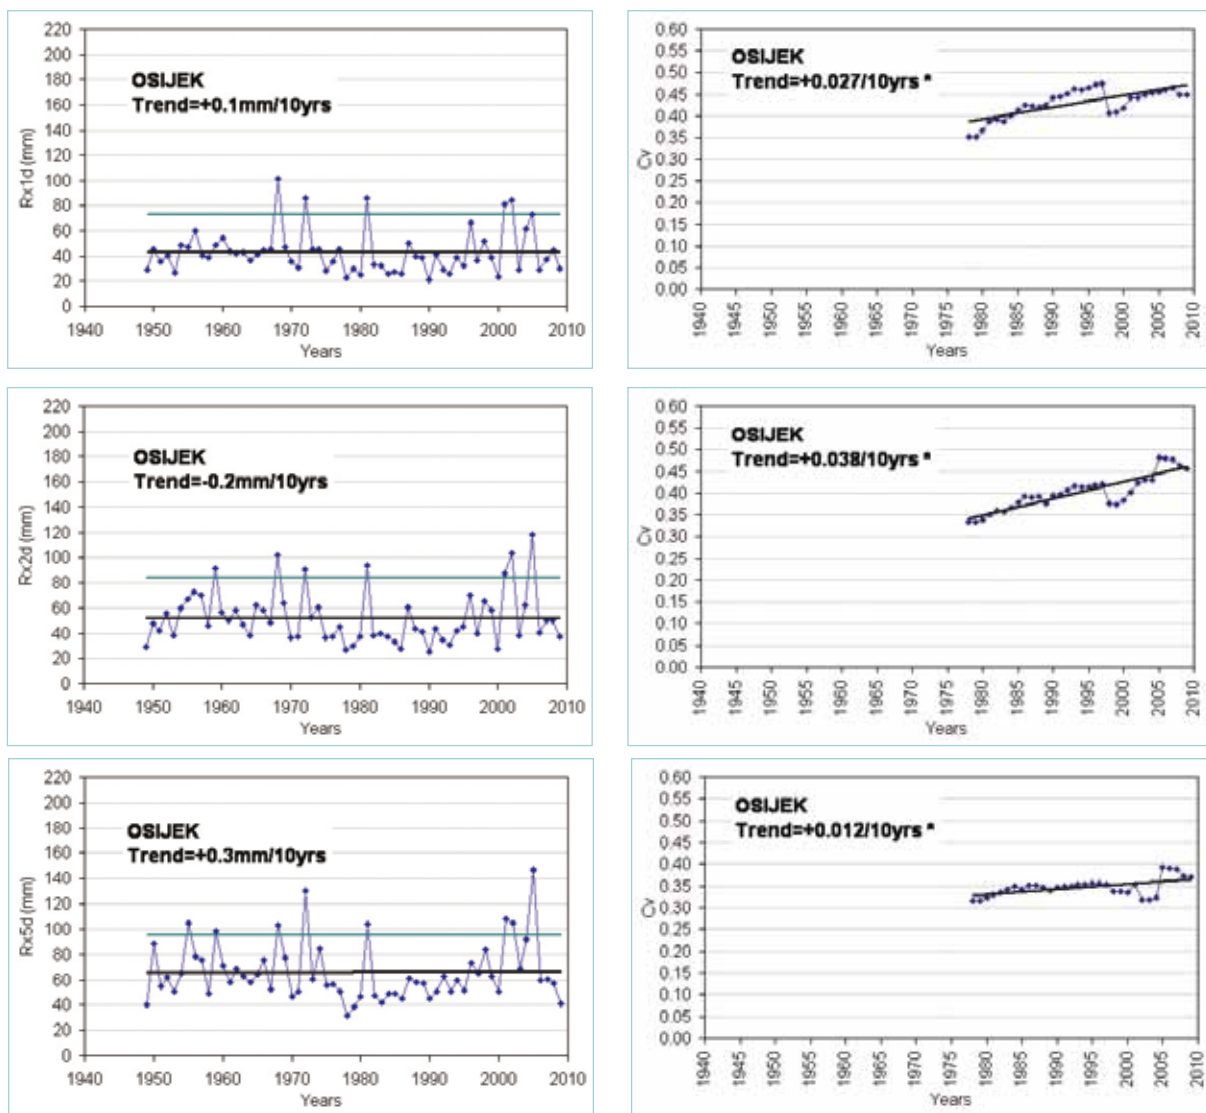 220
200
180
160
140
120
100
80
60
40
20
0
Rx1d (mm)
OSIJEK
Trend=+0.1mm/10yrs
1940 1950 1960 1970 1980 1990 2000 2010
Years
0.60
0.55
0.50
0.45
0.40
0.35
0.30
0.25
0.20
0.15
0.10
0.05
0.00
Cv
OSIJEK
Trend=+0.027/10yrs *
1940 1945 1950 1955 1960 1965 1970 1975 1980 1985 1990 1995 2000 2005 2010
Years
220
200
180
160
140
120
100
80
60
40
20
0
Rx2d (mm)
OSIJEK
Trend=-0.2mm/10yrs
1940 1950 1960 1970 1980 1990 2000 2010
Years
0.60
0.55
0.50
0.45
0.40
0.35
0.30
0.25
0.20
0.15
0.10
0.05
0.00
Cv
OSIJEK
Trend=+0.038/10yrs *
1940 1945 1950 1955 1960 1965 1970 1975 1980 1985 1990 1995 2000 2005 2010
Years
220
200
180
160
140
120
100
80
60
40
20
0
Rx5d (mm)
OSIJEK
Trend=+0.3mm/10yrs
1940 1950 1960 1970 1980 1990 2000 2010
Years
0.60
0.55
0.50
0.45
0.40
0.35
0.30
0.25
0.20
0.15
0.10
0.05
0.00
Cv
OSIJEK
Trend=+0.012/10yrs *
1940 1945 1950 1955 1960 1965 1970 1975 1980 1985 1990 1995 2000 2005 2010
Years